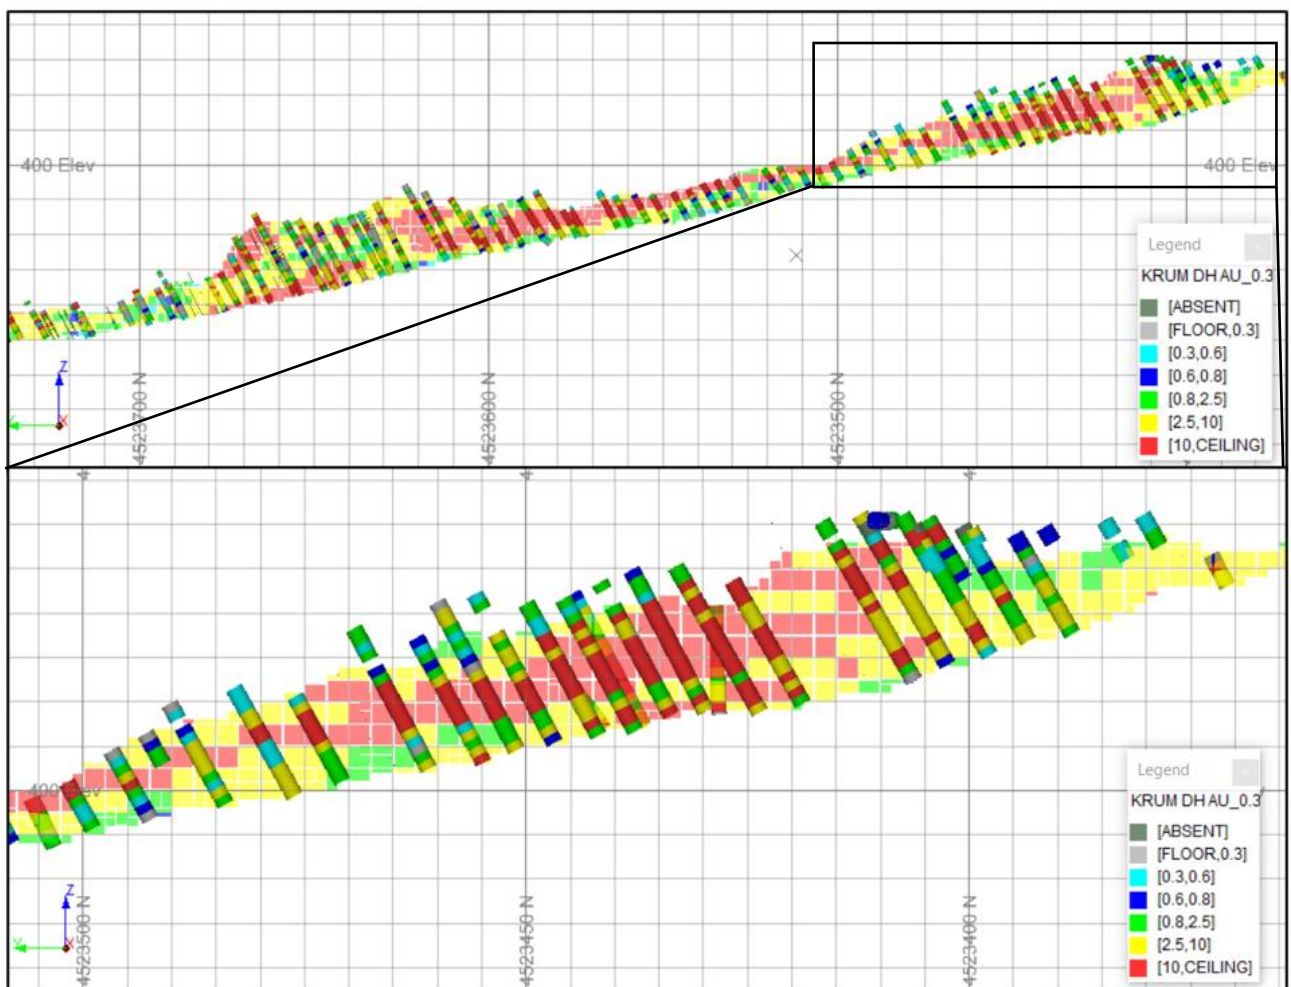 400 Elev
400 Elev
Legend
KRUM DH AU_0.3
[ABSENT]
[FLOOR,0.3]
[0.3,0.6]
[0.6,0.8]
[0.8,2.5]
[2.5,10]
[10,CEILING]
Z
X
4523700 N
4523600 N
4523500 N
400 Elev
Legend
KRUM DH AU_0.3
[ABSENT]
[FLOOR,0.3]
[0.3,0.6]
[0.6,0.8]
[0.8,2.5]
[2.5,10]
[10,CEILING]
Z
Y
X
4523500 N
4523450 N
4523400 N